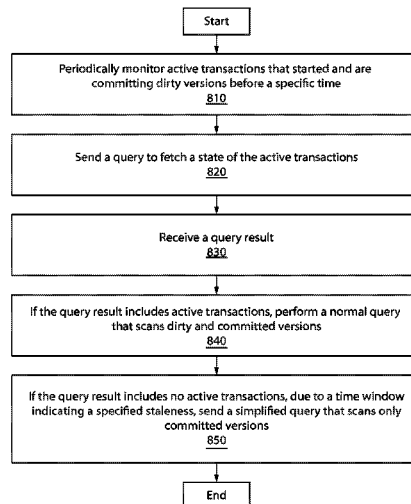 Start
Periodically monitor active transactions that started and are
committing dirty versions before a specific time
810
Send a query to fetch a state of the active transactions
820
Receive a query result
830
If the query result includes active transactions, perform a normal query
that scans dirty and committed versions
840
If the query result includes no active transactions, due to a time window
indicating a specified staleness, send a simplified query that scans only
committed versions
850
End